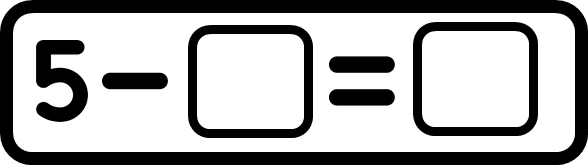 5 - □ = □